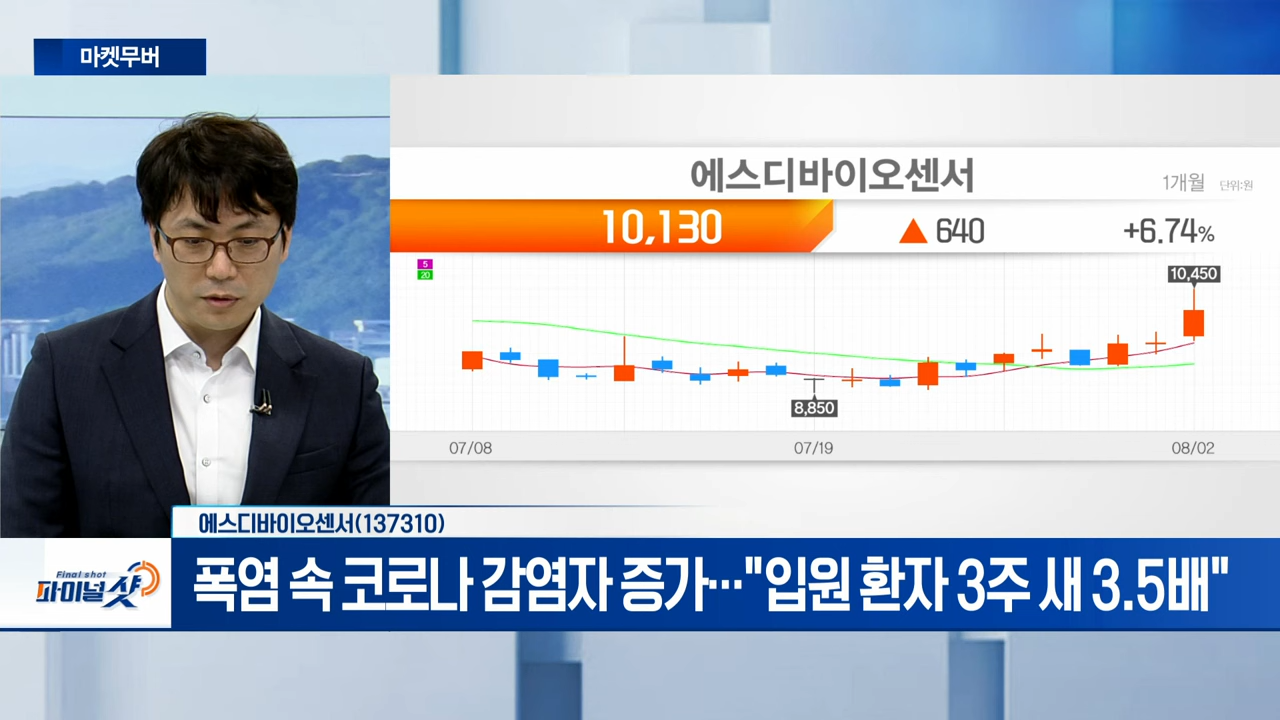 마켓무버
에스디바이오센서
1개월 단위:원
10,130 ▲ 640 +6.74%
5
20
10,450
8,850
07/08 07/19 08/02
에스디바이오센서(137310)
Final shot
파이널샷
폭염 속 코로나 감염자 증가…"입원 환자 3주 새 3.5배"